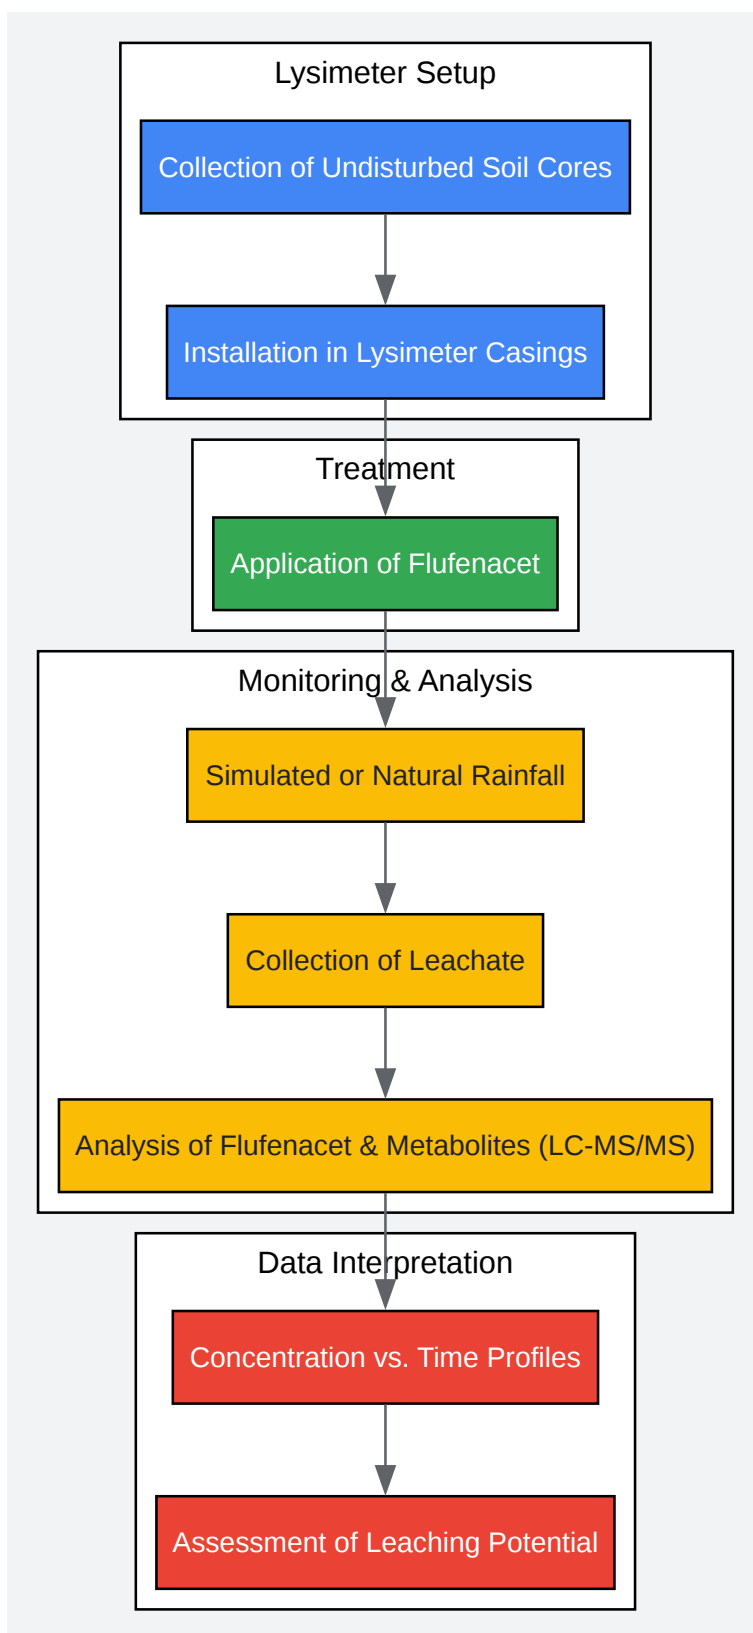 Lysimeter Setup
Collection of Undisturbed Soil Cores
Installation in Lysimeter Casings
Treatment
Application of Flufenacet
Monitoring & Analysis
Simulated or Natural Rainfall
Collection of Leachate
Analysis of Flufenacet & Metabolites (LC-MS/MS)
Data Interpretation
Concentration vs. Time Profiles
Assessment of Leaching Potential